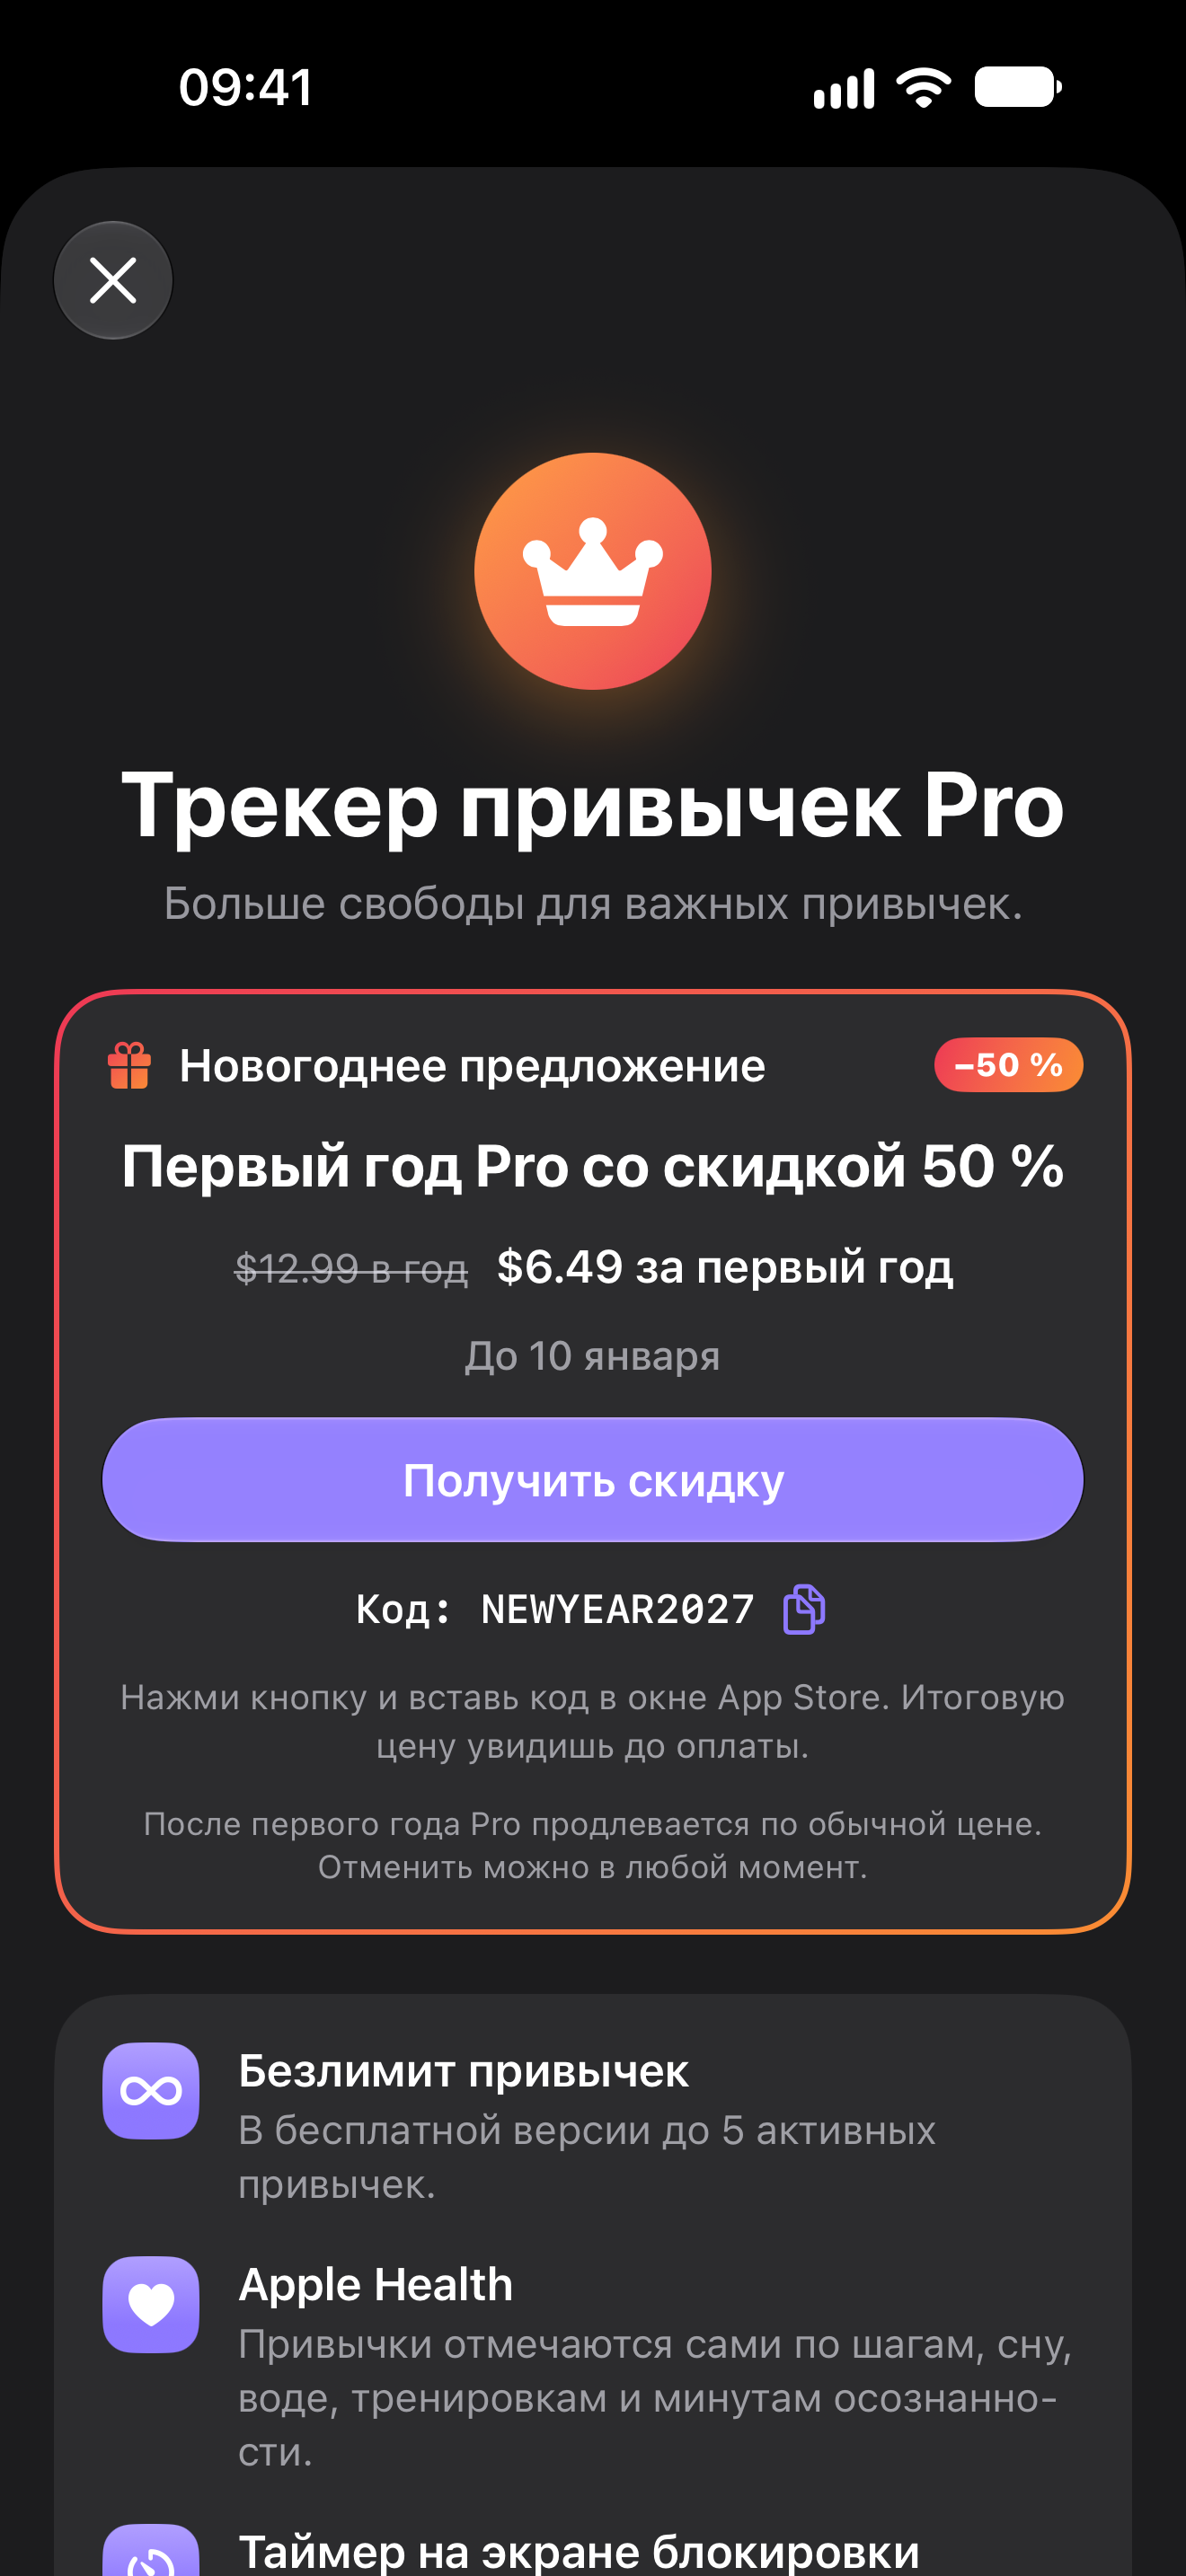 09:41
Трекер привычек Pro
Больше свободы для важных привычек.
Новогоднее предложение
–50 %
Первый год Pro со скидкой 50 %
$12.99 в год $6.49 за первый год
До 10 января
Получить скидку
Код: NEWYEAR2027
Нажми кнопку и вставь код в окне App Store. Итоговую
цену увидишь до оплаты.
После первого года Pro продлевается по обычной цене.
Отменить можно в любой момент.
Безлимит привычек
В бесплатной версии до 5 активных
привычек.
Apple Health
Привычки отмечаются сами по шагам, сну,
воде, тренировкам и минутам осознанно-
сти.
Таймер на экране блокировки